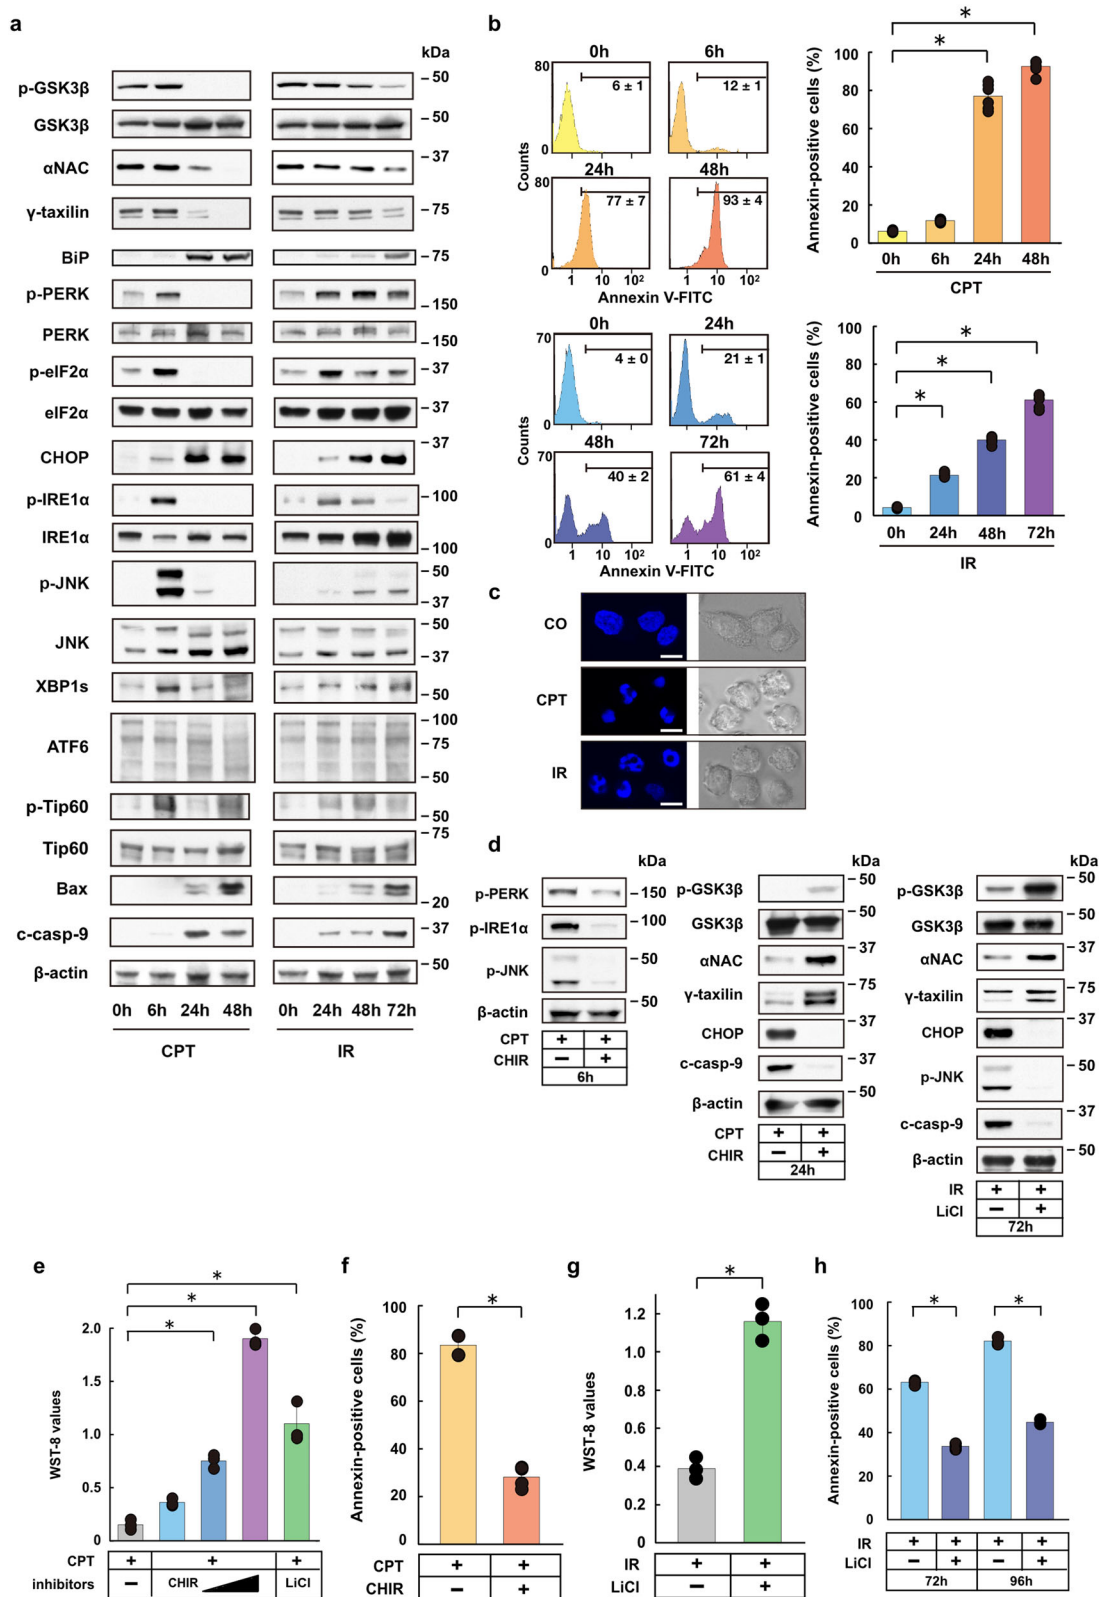 a
kDa
p-GSK3β
50
GSK3β
50
αNAC
37
γ-taxilin
75
BiP
75
p-PERK
150
PERK
150
p-eIF2α
37
eIF2α
37
CHOP
37
p-IRE1α
100
IRE1α
100
p-JNK
50
37
JNK
50
37
XBP1s
50
ATF6
100
75
50
p-Tip60
50
Tip60
75
Bax
20
c-casp-9
37
β-actin
50
0h 6h 24h 48h 0h 24h 48h 72h
CPT IR
b
0h 6h
80
6 ± 1 12 ± 1
0
24h 48h
80
77 ± 7 93 ± 4
0
Counts
1 10 10² 1 10 10²
Annexin V-FITC
Annexin-positive cells (%)
100
80
60
40
20
0
* *
0h 6h 24h 48h
CPT
0h 24h
70
4 ± 0 21 ± 1
0
48h 72h
70
40 ± 2 61 ± 4
0
Counts
1 10 10² 1 10 10²
Annexin V-FITC
Annexin-positive cells (%)
100
80
60
40
20
0
* * *
0h 24h 48h 72h
IR
c
CO
CPT
IR
d
kDa
p-PERK 150
p-IRE1α 100
p-JNK 50
β-actin 50
CPT + +
CHIR − +
6h
kDa
p-GSK3β 50
GSK3β 50
αNAC 37
γ-taxilin 75
CHOP 37
c-casp-9 37
β-actin 50
CPT + +
CHIR − +
24h
kDa
p-GSK3β 50
GSK3β 50
αNAC 37
γ-taxilin 75
CHOP 37
p-JNK 50
37
c-casp-9
β-actin 50
IR + +
LiCl − +
72h
e
* * *
WST-8 values
2.0
1.5
1.0
0.5
0
CPT + + +
inhibitors − CHIR LiCl
f
*
Annexin-positive cells (%)
100
80
60
40
20
0
CPT + +
CHIR − +
g
*
WST-8 values
1.2
0.8
0.4
0
IR + +
LiCl − +
h
* *
Annexin-positive cells (%)
100
80
60
40
20
0
IR + + + +
LiCl − + − +
72h 96h